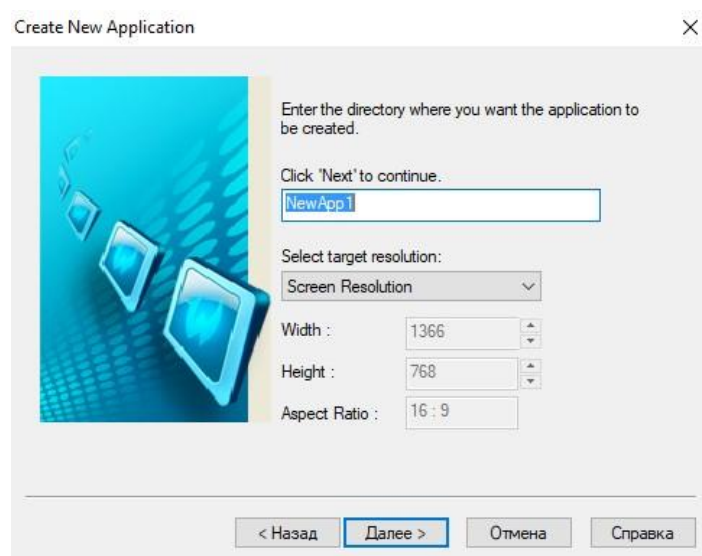 Create New Application
Enter the directory where you want the application to
be created.
Click 'Next' to continue.
NewApp1
Select target resolution:
Screen Resolution
Width :
1366
Height :
768
Aspect Ratio :
16 : 9
< Назад
Далее >
Отмена
Справка